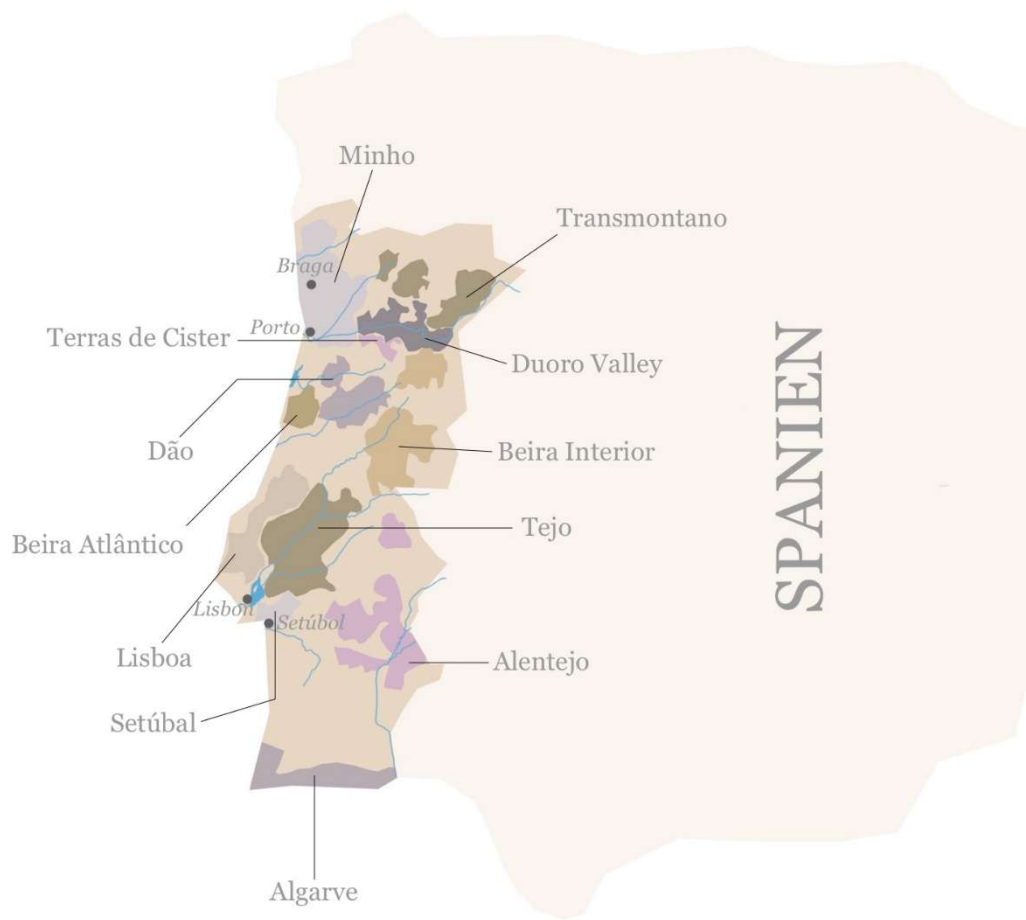 Minho
Transmontano
Braga
Porto
Terras de Cister
Duoro Valley
Dão
Beira Interior
Beira Atlântico
Tejo
SPANIEN
Lisbon
Setúbol
Lisboa
Alentejo
Setúbal
Algarve